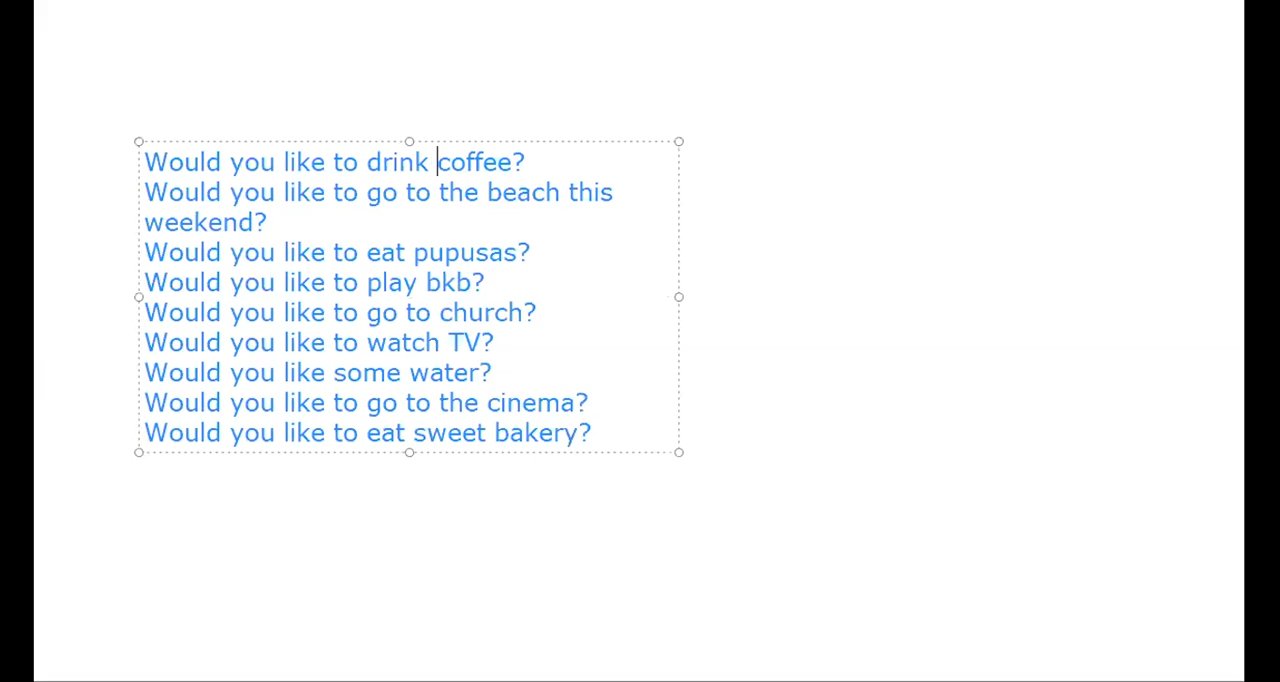 Would you like to drink coffee?
Would you like to go to the beach this
weekend?
Would you like to eat pupusas?
Would you like to play bkb?
Would you like to go to church?
Would you like to watch TV?
Would you like some water?
Would you like to go to the cinema?
Would you like to eat sweet bakery?